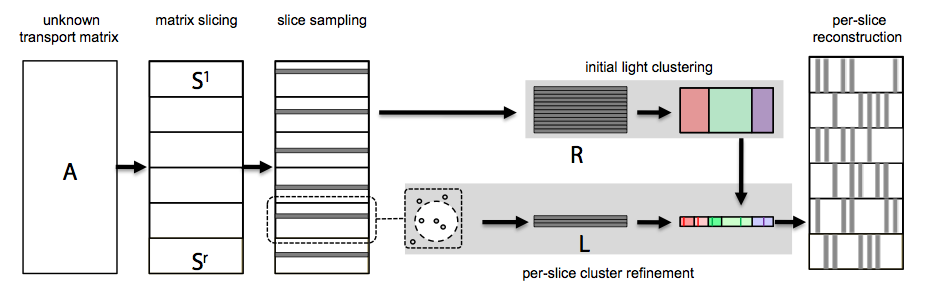 unknown
transport matrix
matrix slicing
slice sampling
per-slice
reconstruction
initial light clustering
A
S1
Sr
R
L
per-slice cluster refinement